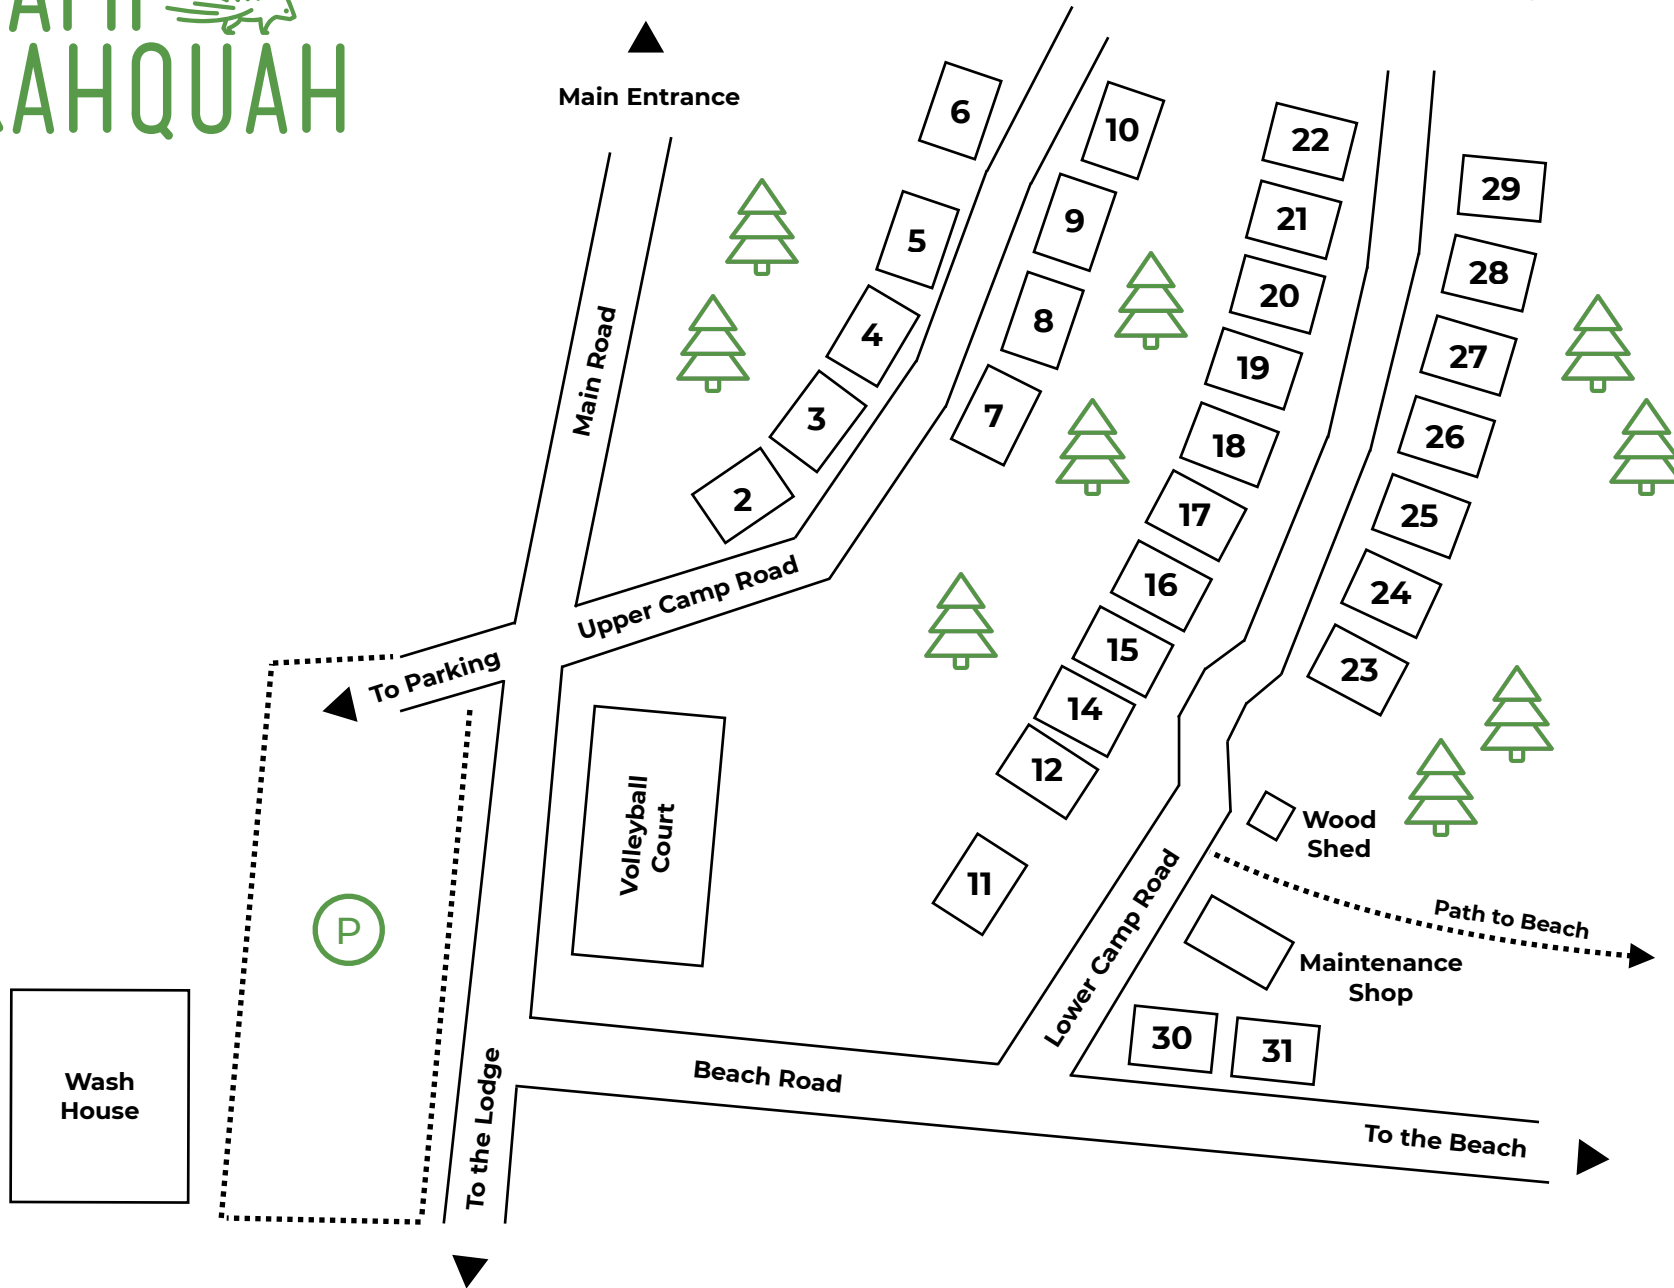 AHQUAH
Main Entrance
6
10
22
29
5
9
21
28
4
8
20
27
3
7
19
26
2
18
25
17
24
16
23
15
14
12
11
30
31
Main Road
Upper Camp Road
To Parking
Volleyball
Court
P
Wash
House
To the Lodge
Beach Road
Lower Camp Road
Wood
Shed
Path to Beach
Maintenance
Shop
To the Beach